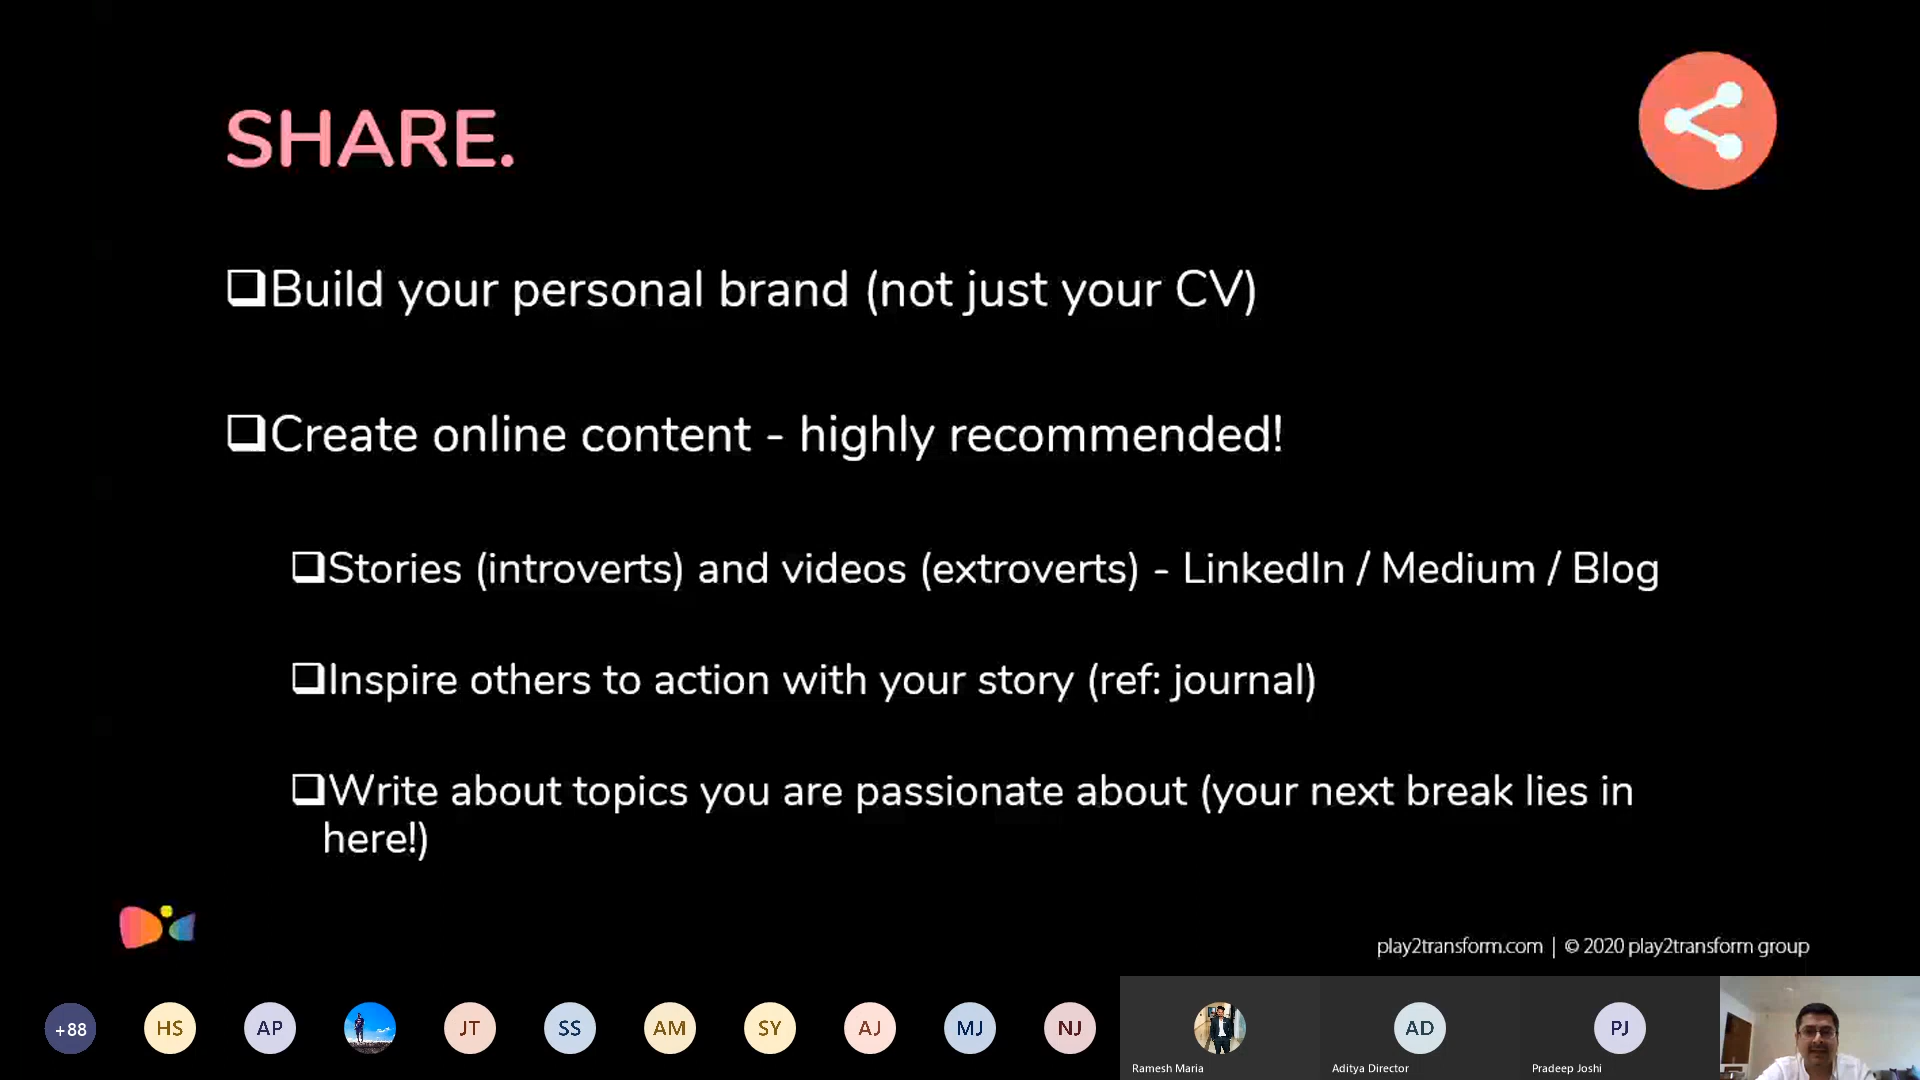 SHARE.
❑Build your personal brand (not just your CV)
❑Create online content - highly recommended!
❑Stories (introverts) and videos (extroverts) - LinkedIn / Medium / Blog
❑Inspire others to action with your story (ref: journal)
❑Write about topics you are passionate about (your next break lies in
here!)
play2transform.com | © 2020 play2transform group
+88
HS
AP
JT
SS
AM
SY
AJ
MJ
NJ
AD
PJ
Ramesh Maria
Aditya Director
Pradeep Joshi